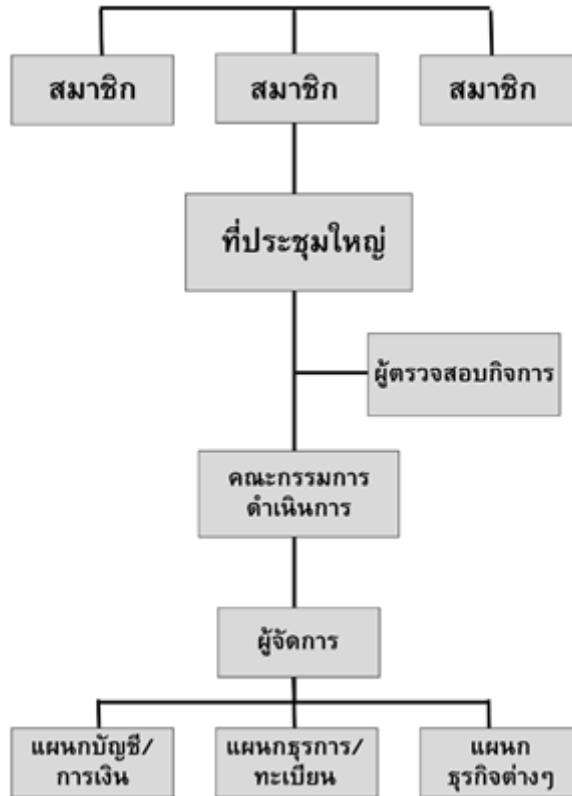 สมาชิก
สมาชิก
สมาชิก
ที่ประชุมใหญ่
ผู้ตรวจสอบกิจการ
คณะกรรมการ
ดำเนินการ
ผู้จัดการ
แผนกบัญชี/
การเงิน
แผนกธุรการ/
ทะเบียน
แผนก
ธุรกิจต่างๆ